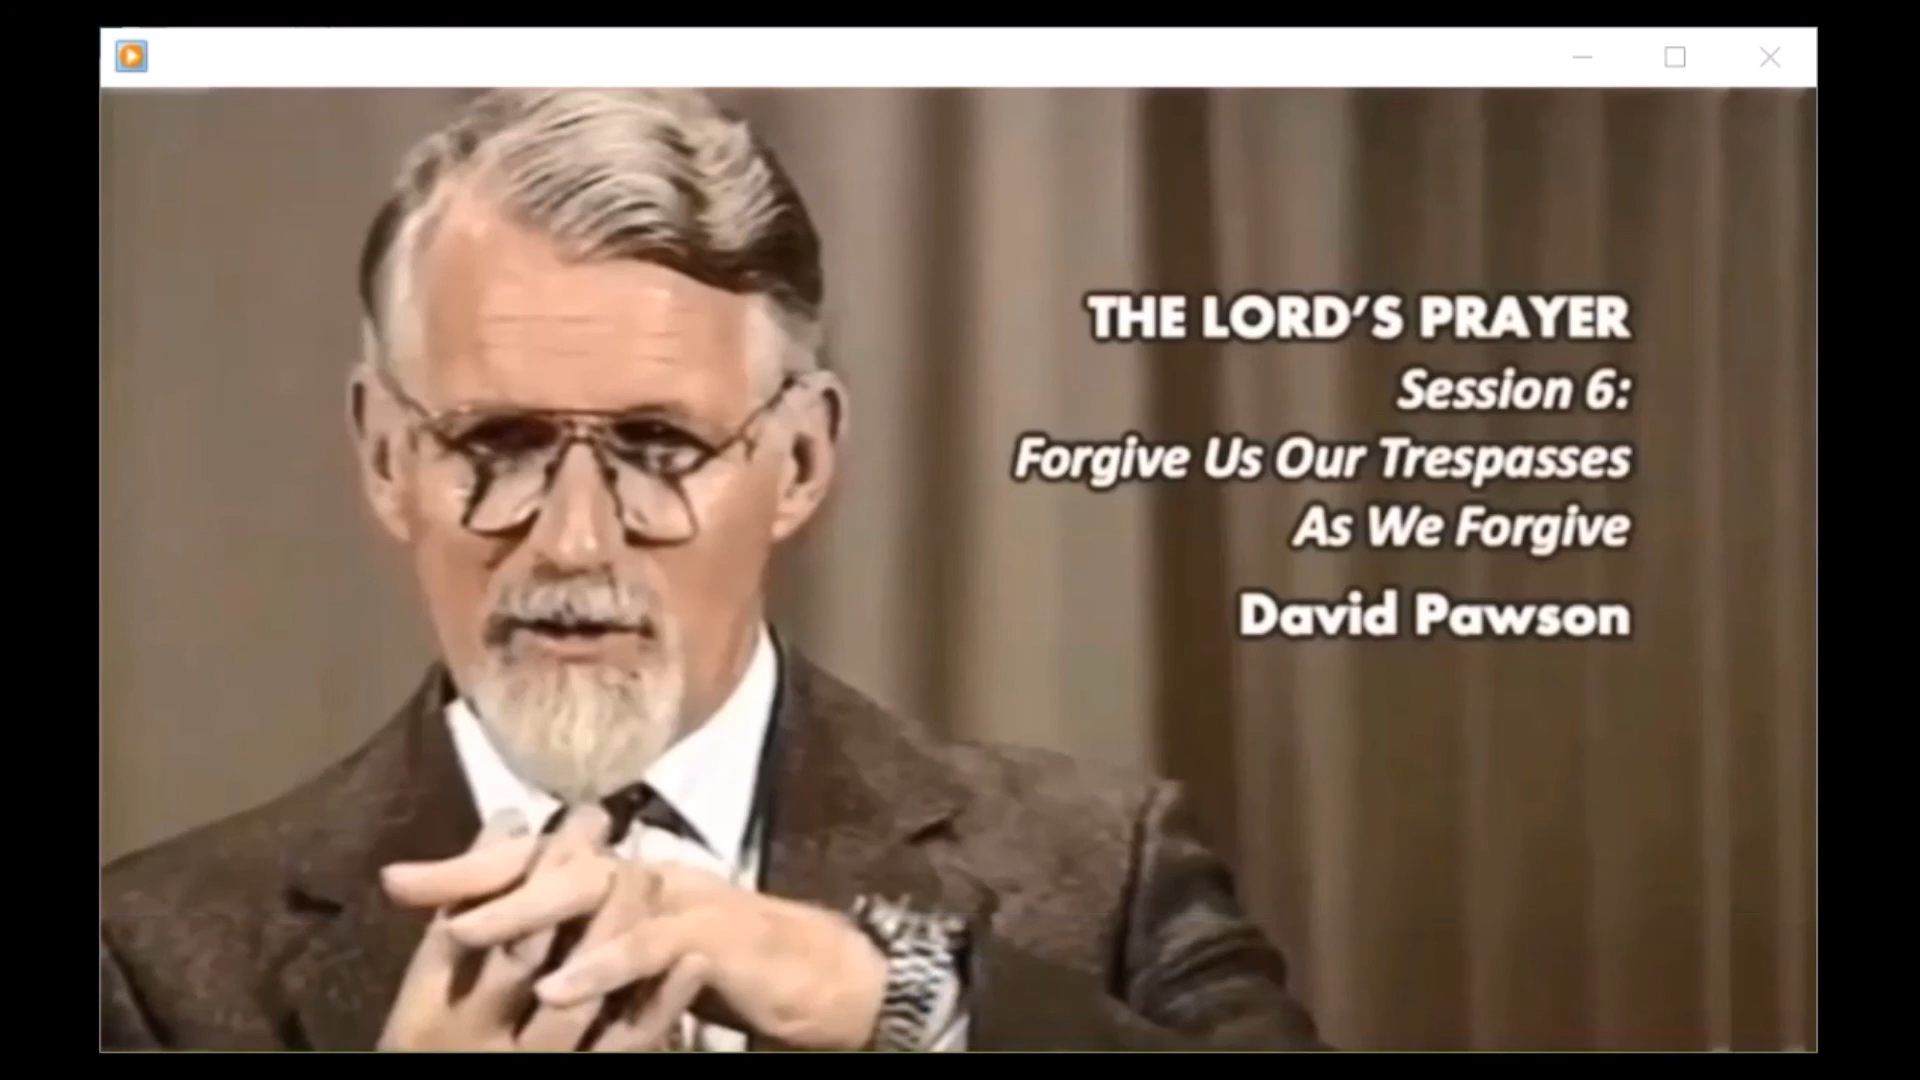 THE LORD'S PRAYER
Session 6:
Forgive Us Our Trespasses
As We Forgive
David Pawson